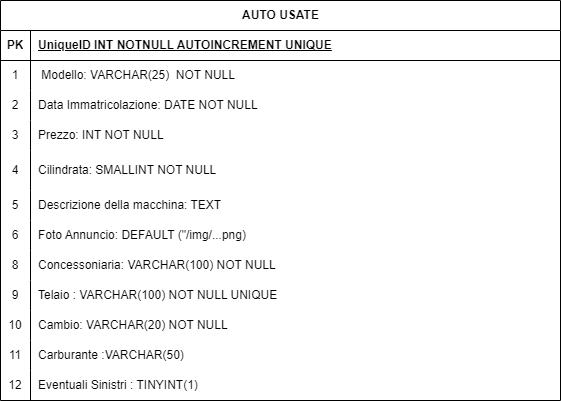 AUTO USATE
PK UniqueID INT NOTNULL AUTOINCREMENT UNIQUE
1 Modello: VARCHAR(25) NOT NULL
2 Data Immatricolazione: DATE NOT NULL
3 Prezzo: INT NOT NULL
4 Cilindrata: SMALLINT NOT NULL
5 Descrizione della macchina: TEXT
6 Foto Annuncio: DEFAULT ("/img/...png)
8 Concessoniaria: VARCHAR(100) NOT NULL
9 Telaio : VARCHAR(100) NOT NULL UNIQUE
10 Cambio: VARCHAR(20) NOT NULL
11 Carburante :VARCHAR(50)
12 Eventuali Sinistri : TINYINT(1)